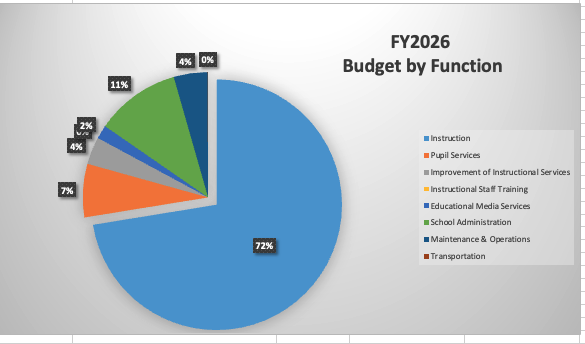 FY2026
Budget by Function
4%
0%
11%
2%
4%
7%
72%
Instruction
Pupil Services
Improvement of Instructional Services
Instructional Staff Training
Educational Media Services
School Administration
Maintenance & Operations
Transportation